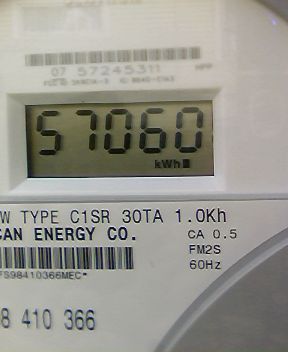 07 57245311
57060
kWh
W TYPE C1SR 30TA 1.0Kh
CAN ENERGY CO.
CA 0.5
FM2S
60Hz
FS98410366MEC*
8 410 366